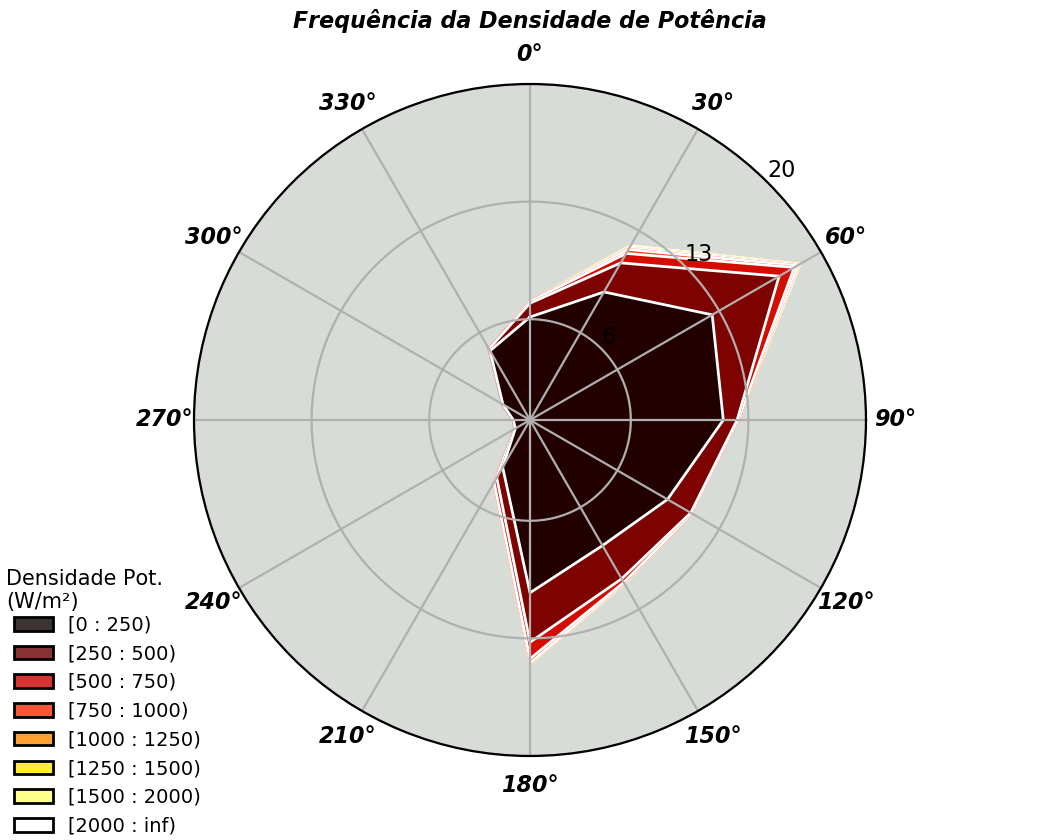 Frequência da Densidade de Potência
0°
330°
30°
20
300°
60°
13
6
270°
90°
240°
120°
210°
150°
180°
Densidade Pot.
(W/m²)
[0 : 250)
[250 : 500)
[500 : 750)
[750 : 1000)
[1000 : 1250)
[1250 : 1500)
[1500 : 2000)
[2000 : inf)